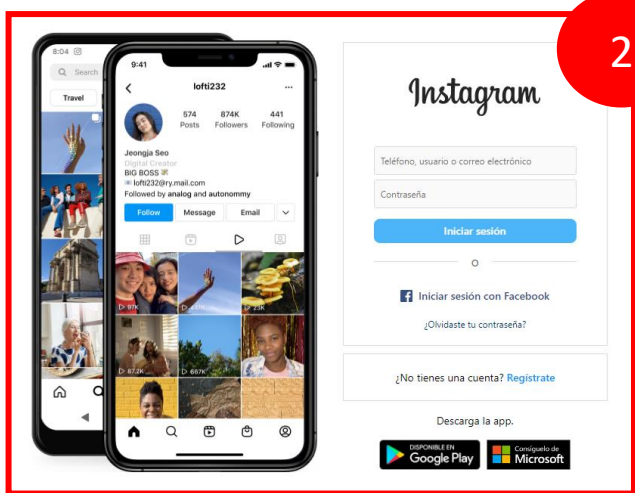 2
8:04
Search
Travel
9:41
lofti232
...
574
874K
441
Posts
Followers
Following
Jeongja Seo
Digital Creator
BIG BOSS
lofti232@ry.mail.com
Followed by analog and autonommy
Follow
Message
Email
97K
23K
87.2K
667K
Instagram
Teléfono, usuario o correo electrónico
Contraseña
Iniciar sesión
O
Iniciar sesión con Facebook
¿Olvidaste tu contraseña?
¿No tienes una cuenta? Regístrate
Descarga la app.
DISPONIBLE EN
Google Play
Consíguelo de
Microsoft